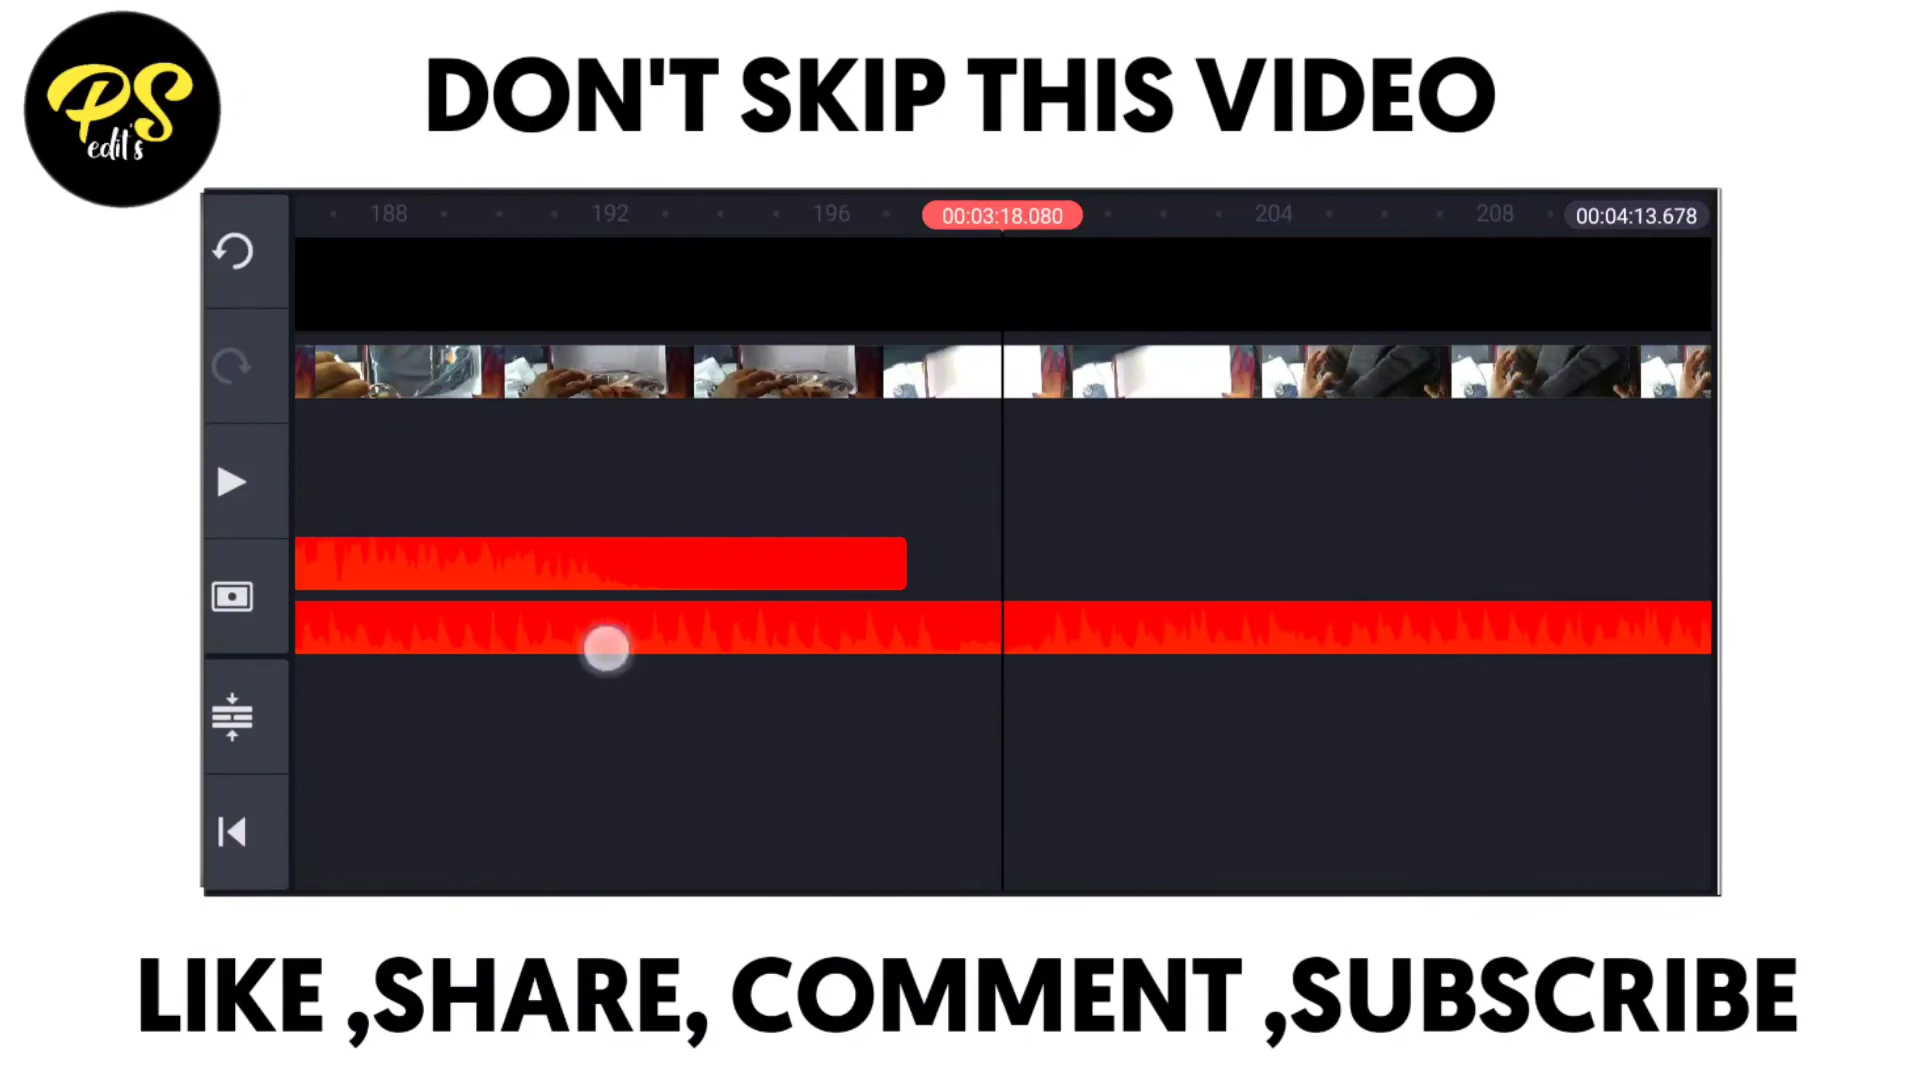 PS
edit's
DON'T SKIP THIS VIDEO
188 192 196 00:03:18.080 204 208 00:04:13.678
LIKE ,SHARE, COMMENT ,SUBSCRIBE